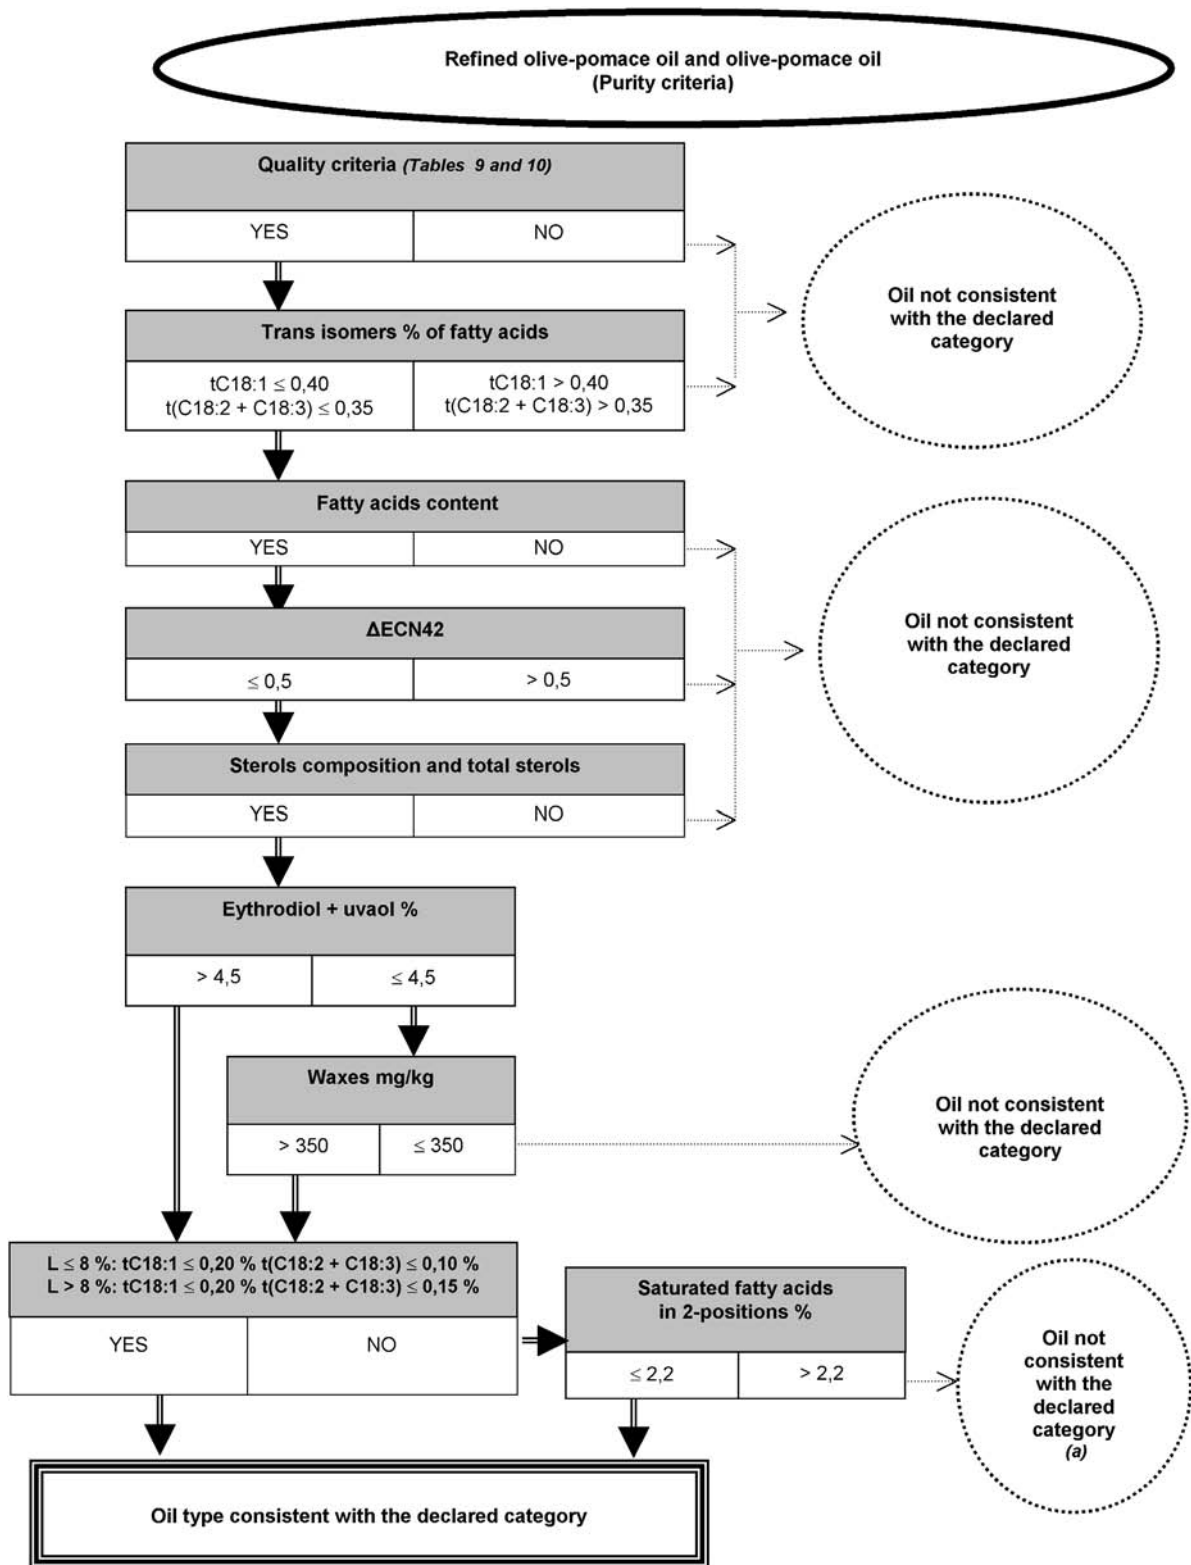 Refined olive-pomace oil and olive-pomace oil
(Purity criteria)
Quality criteria (Tables 9 and 10)
YES
NO
Oil not consistent
with the declared
category
Trans isomers % of fatty acids
tC18:1 ≤ 0,40
t(C18:2 + C18:3) ≤ 0,35
tC18:1 > 0,40
t(C18:2 + C18:3) > 0,35
Fatty acids content
YES
NO
ΔECN42
≤ 0,5
> 0,5
Oil not consistent
with the declared
category
Sterols composition and total sterols
YES
NO
Eythrodiol + uvaol %
> 4,5
≤ 4,5
Waxes mg/kg
> 350
≤ 350
Oil not consistent
with the declared
category
L ≤ 8 %: tC18:1 ≤ 0,20 % t(C18:2 + C18:3) ≤ 0,10 %
L > 8 %: tC18:1 ≤ 0,20 % t(C18:2 + C18:3) ≤ 0,15 %
YES
NO
Saturated fatty acids
in 2-positions %
≤ 2,2
> 2,2
Oil not
consistent
with the
declared
category
(a)
Oil type consistent with the declared category